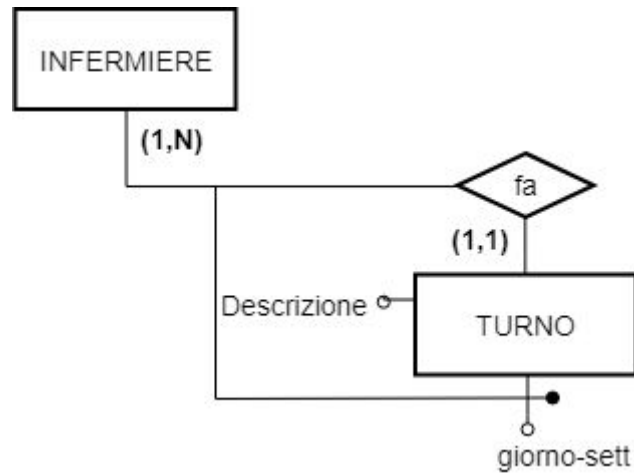 INFERMIERE
(1,N)
fa
(1,1)
Descrizione
TURNO
giorno-sett